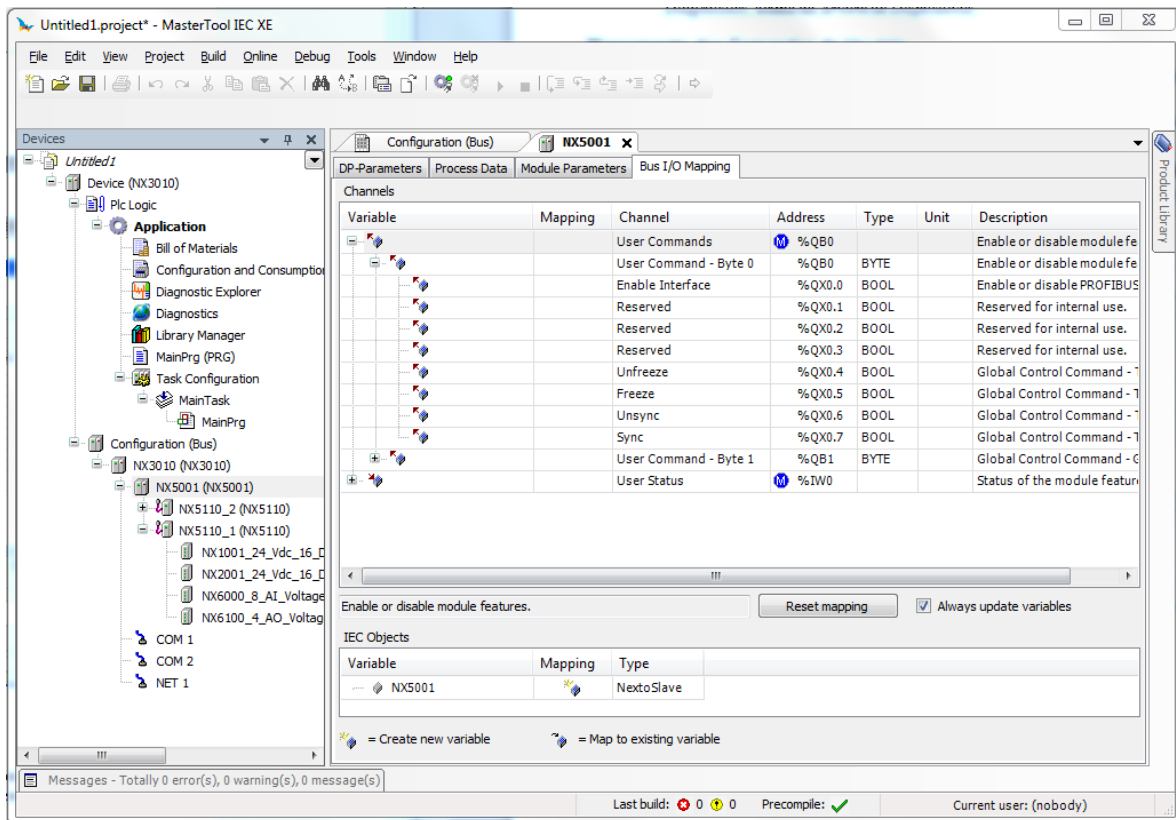 Untitled1.project* - MasterTool IEC XE
File Edit View Project Build Online Debug Tools Window Help
Devices
Untitled1
Device (NX3010)
Plc Logic
Application
Bill of Materials
Configuration and Consumption
Diagnostic Explorer
Diagnostics
Library Manager
MainPrg (PRG)
Task Configuration
MainTask
MainPrg
Configuration (Bus)
NX3010 (NX3010)
NX5001 (NX5001)
NX5110_2 (NX5110)
NX5110_1 (NX5110)
NX1001_24_Vdc_16_D
NX2001_24_Vdc_16_D
NX6000_8_AI_Voltage
NX6100_4_AO_Voltag
COM 1
COM 2
NET 1
Configuration (Bus) NX5001
DP-Parameters Process Data Module Parameters Bus I/O Mapping
Channels
Variable Mapping Channel Address Type Unit Description
User Commands M %QB0 Enable or disable module fe
User Command - Byte 0 %QB0 BYTE Enable or disable module fe
Enable Interface %QX0.0 BOOL Enable or disable PROFIBUS
Reserved %QX0.1 BOOL Reserved for internal use.
Reserved %QX0.2 BOOL Reserved for internal use.
Reserved %QX0.3 BOOL Reserved for internal use.
Unfreeze %QX0.4 BOOL Global Control Command - T
Freeze %QX0.5 BOOL Global Control Command - T
Unsync %QX0.6 BOOL Global Control Command - T
Sync %QX0.7 BOOL Global Control Command - T
User Command - Byte 1 %QB1 BYTE Global Control Command - G
User Status M %IW0 Status of the module featur
Enable or disable module features. Reset mapping Always update variables
IEC Objects
Variable Mapping Type
NX5001 NextoSlave
= Create new variable = Map to existing variable
Product Library
Messages - Totally 0 error(s), 0 warning(s), 0 message(s)
Last build: 0 0 Precompile: Current user: (nobody)